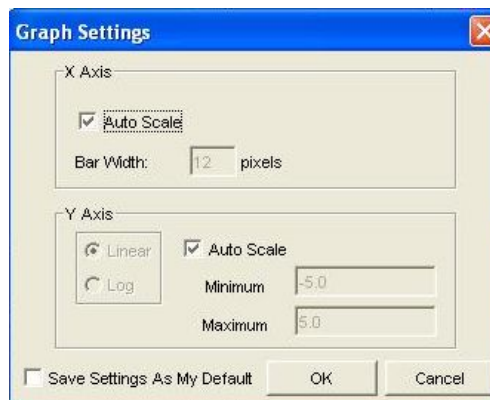 Graph Settings
X Axis
Auto Scale
Bar Width: 12 pixels
Y Axis
Linear
Auto Scale
Log
Minimum -5.0
Maximum 5.0
Save Settings As My Default
OK
Cancel